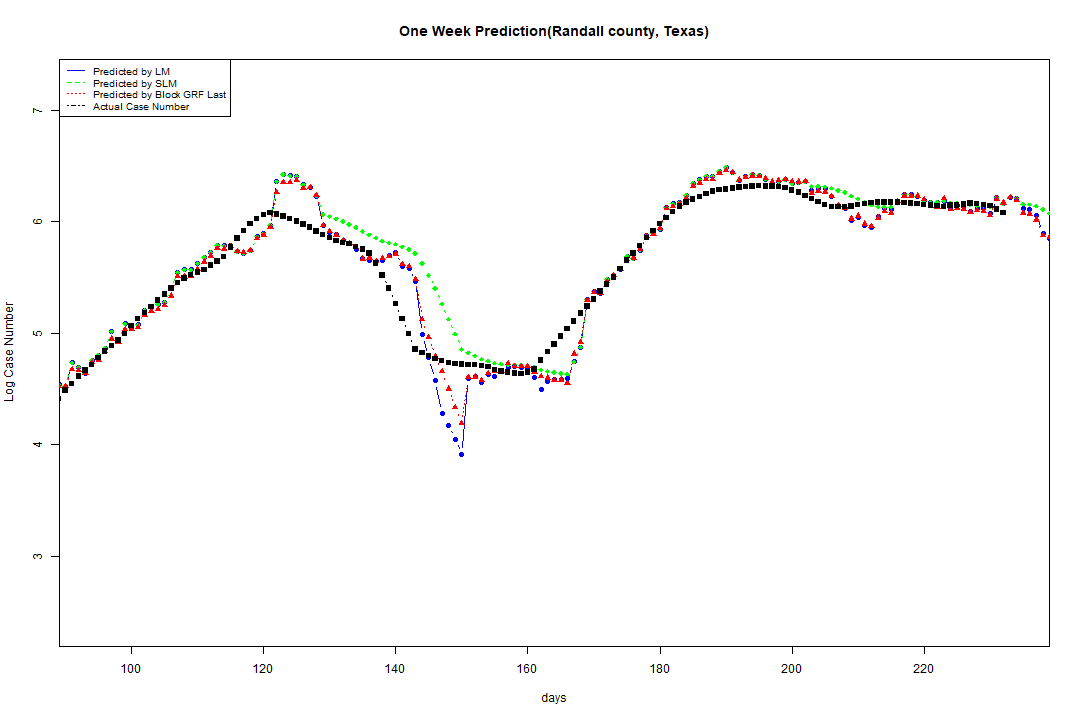 One Week Prediction(Randall county, Texas)
Predicted by LM
Predicted by SLM
Predicted by Block GRF Last
Actual Case Number
7
6
5
4
3
Log Case Number
100 120 140 160 180 200 220
days